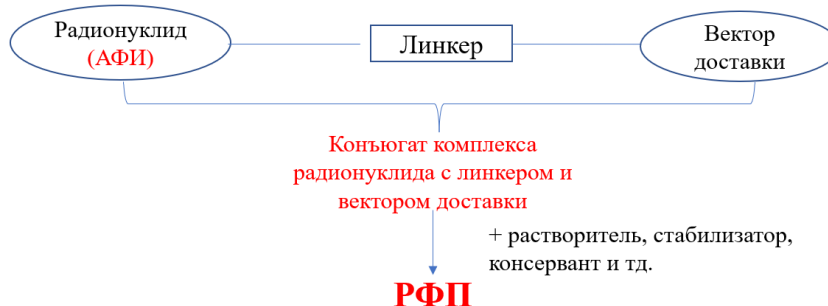 Радионуклид
(АФИ)
Линкер
Вектор
доставки
Конъюгат комплекса
радионуклида с линкером и
вектором доставки
+ растворитель, стабилизатор,
консервант и тд.
РФП